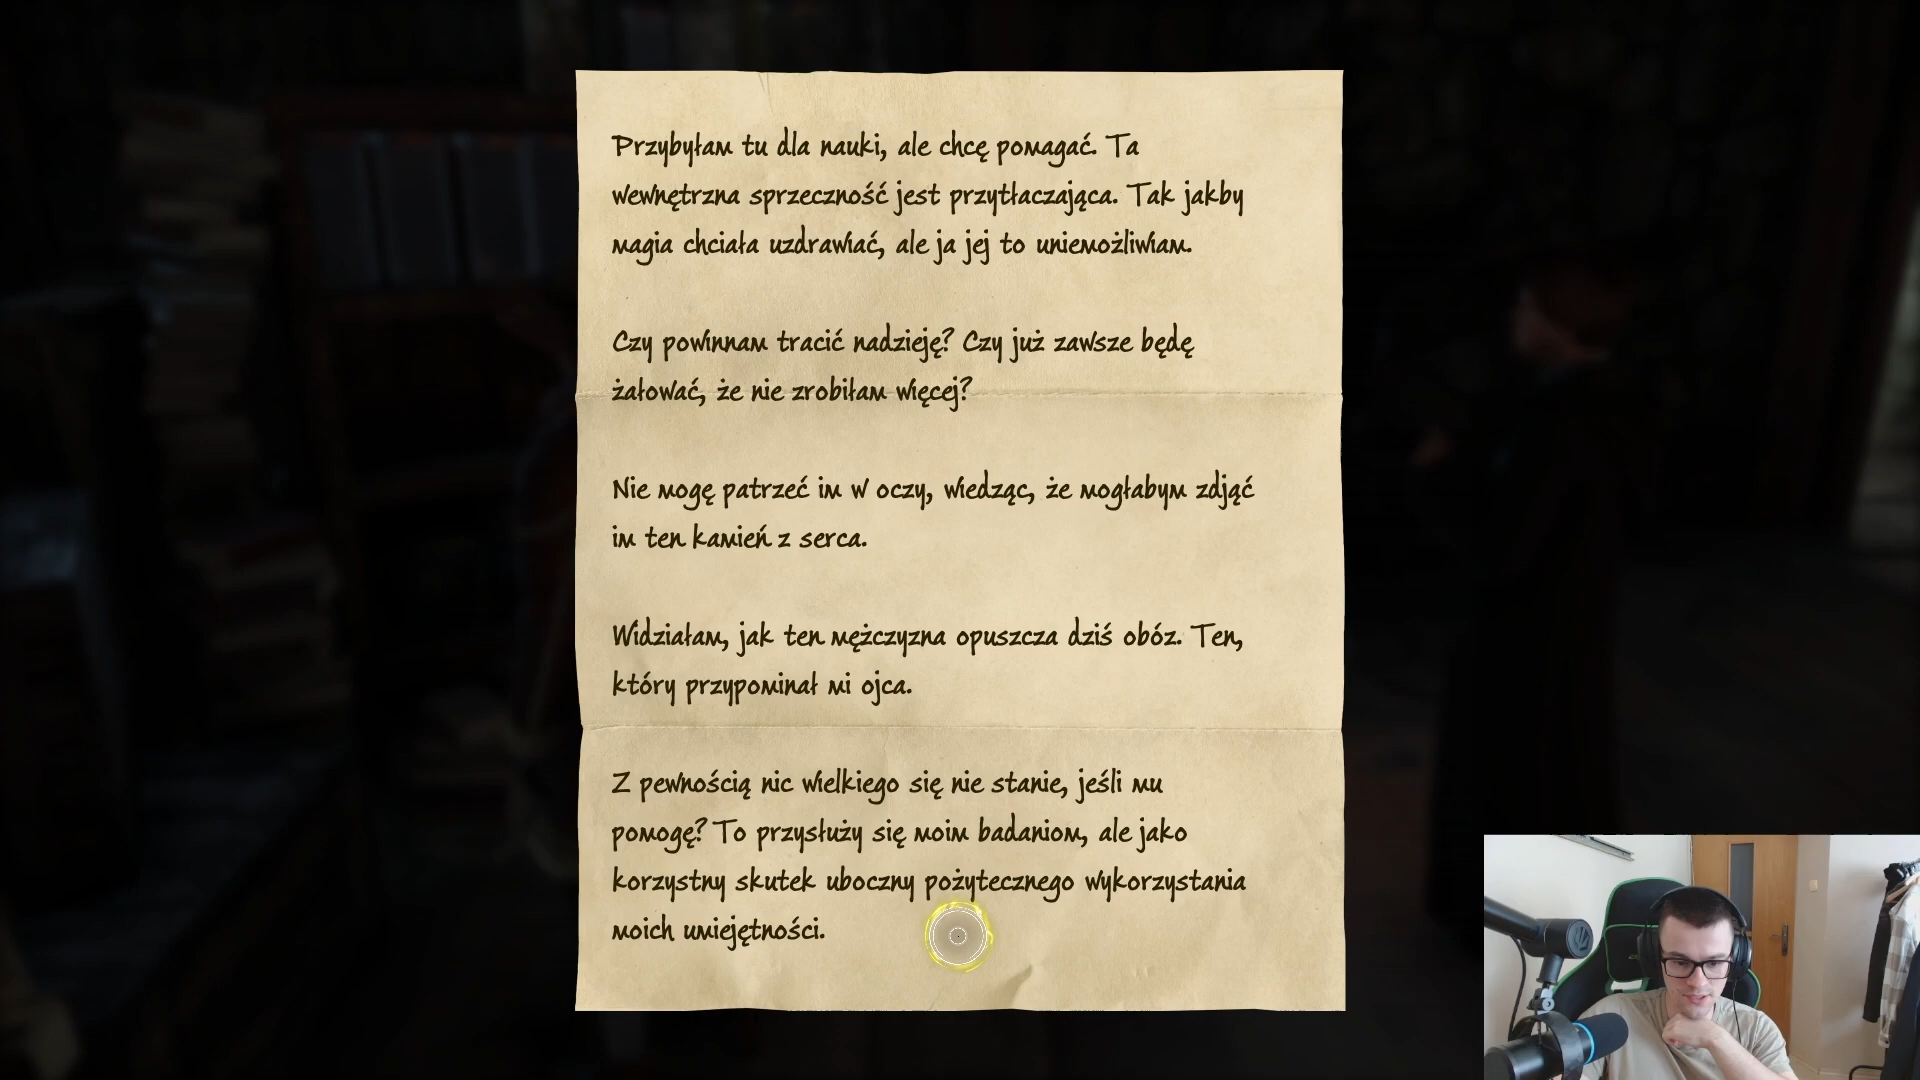 Przybyłam tu dla nauki, ale chcę pomagać. Ta
wewnętrzna sprzeczność jest przytłaczająca. Tak jakby
magia chciała uzdrawiać, ale ja jej to uniemożliwiam.
Czy powinnam tracić nadzieję? Czy już zawsze będę
żałować, że nie zrobiłam więcej?
Nie mogę patrzeć im w oczy, wiedząc, że mogłabym zdjąć
im ten kamień z serca.
Widziałam, jak ten mężczyzna opuszcza dziś obóz. Ten,
który przypominał mi ojca.
Z pewnością nic wielkiego się nie stanie, jeśli mu
pomogę? To przysłuży się moim badaniom, ale jako
korzystny skutek uboczny pożytecznego wykorzystania
moich umiejętności.